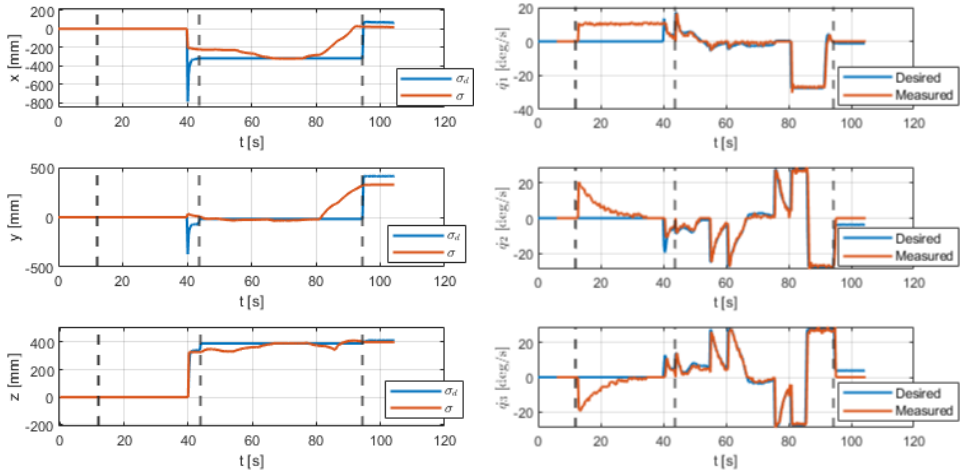 200
0
-200
-400
-600
-800
x [mm]
0 20 40 60 80 100 120
t [s]
σ_d
σ
20
0
-20
-40
q̇1 [deg/s]
0 20 40 60 80 100 120
t [s]
Desired
Measured
500
0
-500
y [mm]
0 20 40 60 80 100 120
t [s]
σ_d
σ
20
0
-20
q̇2 [deg/s]
0 20 40 60 80 100 120
t [s]
Desired
Measured
400
200
0
-200
z [mm]
0 20 40 60 80 100 120
t [s]
σ_d
σ
20
0
-20
q̇3 [deg/s]
0 20 40 60 80 100 120
t [s]
Desired
Measured